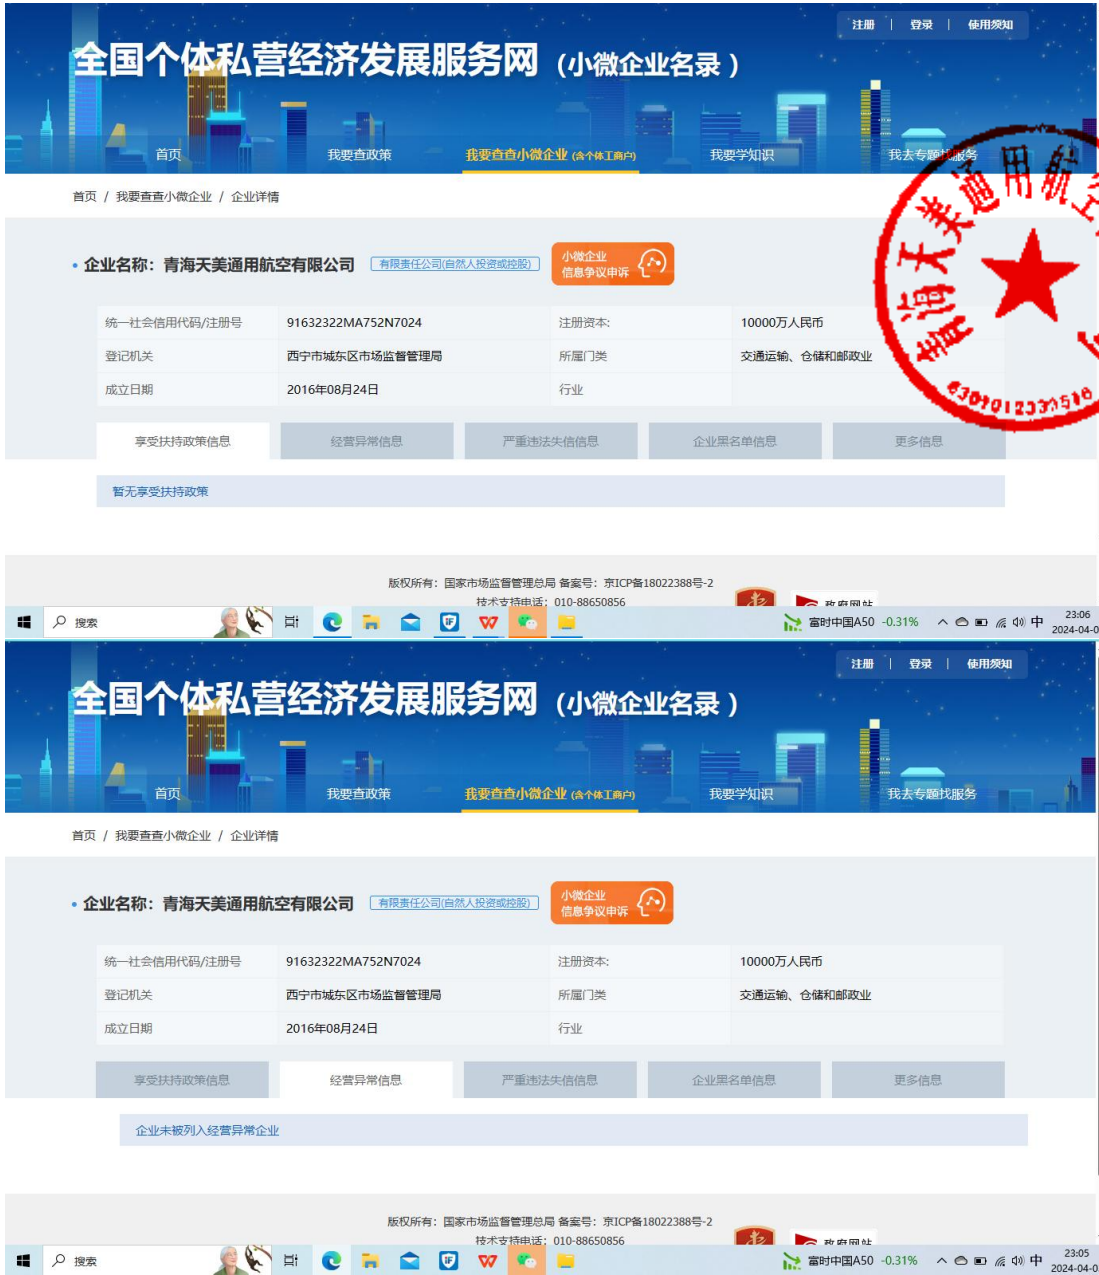 注册 | 登录 | 使用须知
全国个体私营经济发展服务网（小微企业名录）
首页 我要查政策 我要查查小微企业(含个体工商户) 我要学知识 我去专题找服务
首页 / 我要查查小微企业 / 企业详情
企业名称：青海天美通用航空有限公司 有限责任公司(自然人投资或控股) 小微企业
信息争议申诉
统一社会信用代码/注册号 91632322MA752N7024 注册资本: 10000万人民币
登记机关 西宁市城东区市场监督管理局 所属门类 交通运输、仓储和邮政业
成立日期 2016年08月24日 行业
青海天美通用航空
享受扶持政策信息 经营异常信息 严重违法失信信息 企业黑名单信息 更多信息
暂无享受扶持政策
版权所有：国家市场监督管理总局 备案号：京ICP备18022388号-2
技术支持电话：010-88650856
政府网站
搜索 富时中国A50 -0.31% 中 23:06
2024-04-0
注册 | 登录 | 使用须知
全国个体私营经济发展服务网（小微企业名录）
首页 我要查政策 我要查查小微企业(含个体工商户) 我要学知识 我去专题找服务
首页 / 我要查查小微企业 / 企业详情
企业名称：青海天美通用航空有限公司 有限责任公司(自然人投资或控股) 小微企业
信息争议申诉
统一社会信用代码/注册号 91632322MA752N7024 注册资本: 10000万人民币
登记机关 西宁市城东区市场监督管理局 所属门类 交通运输、仓储和邮政业
成立日期 2016年08月24日 行业
享受扶持政策信息 经营异常信息 严重违法失信信息 企业黑名单信息 更多信息
企业未被列入经营异常企业
版权所有：国家市场监督管理总局 备案号：京ICP备18022388号-2
技术支持电话：010-88650856
政府网站
搜索 富时中国A50 -0.31% 中 23:05
2024-04-0